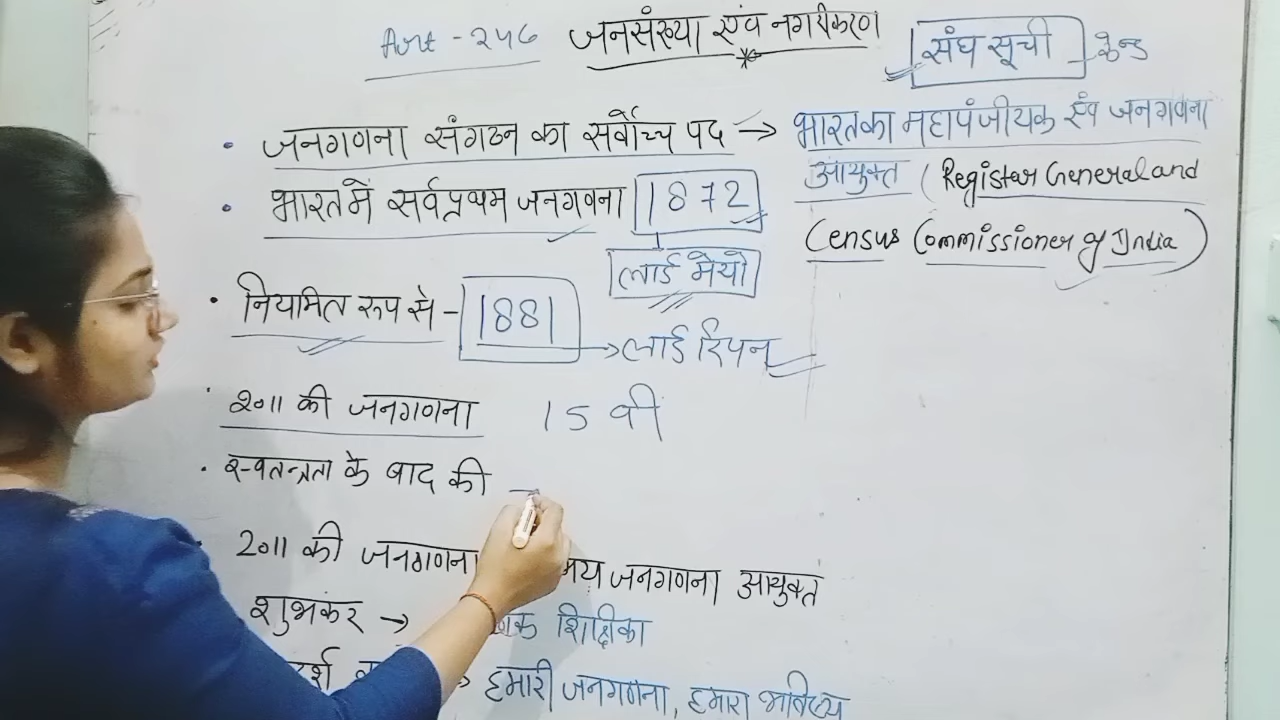 Art - 246 जनसंख्या एवं नगरीकरण संघ सूची केन्द्र
• जनगणना संगठन का सर्वोच्च पद → भारत का महापंजीयक एंव जनगणना
आयुक्त ( Register General and
Census Commissioner of India )
• भारत में सर्वप्रथम जनगणना 1872
लार्ड मेयो
• नियमित रूप से - 1881 → लार्ड रिपन
• 2011 की जनगणना 15 वी
• स्वतन्त्रता के बाद की -
2011 की जनगणना जनगणना आयुक्त
शुभंकर → शिक्षिका
हमारी जनगणना, हमारा भविष्य